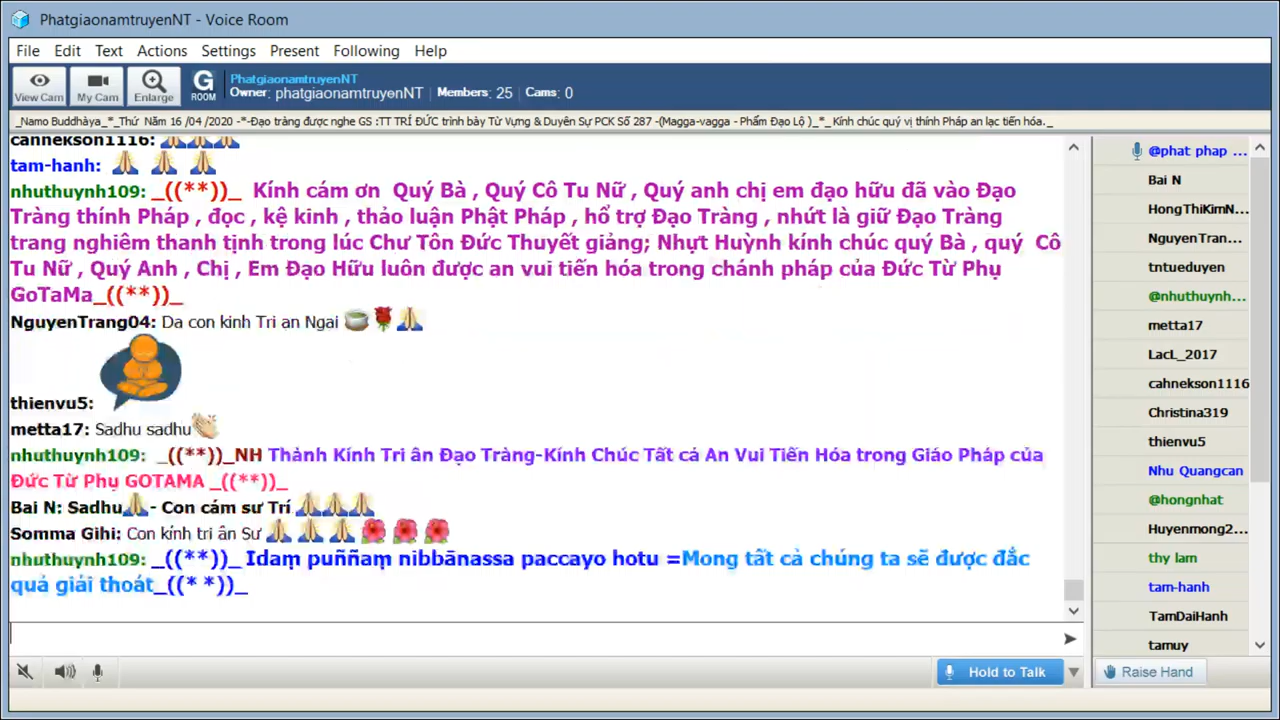 PhatgiaonamtruyenNT - Voice Room
File Edit Text Actions Settings Present Following Help
View Cam My Cam Enlarge G ROOM
PhatgiaonamtruyenNT
Owner: phatgiaonamtruyenNT | Members: 25 | Cams: 0
_Namo Buddhàya_*_Thứ Năm 16 /04 /2020 -*-Đạo tràng được nghe GS :TT TRÍ ĐỨC trình bày Từ Vựng & Duyên Sự PCK Số 287 -(Magga-vagga - Phẩm Đạo Lộ )_*_ Kính chúc quý vị thính Pháp an lạc tiến hóa._
cahnekson1116:
tam-hanh:
nhuthuynh109: _((**))_ Kính cám ơn Quý Bà , Quý Cô Tu Nữ , Quý anh chị em đạo hữu đã vào Đạo
Tràng thính Pháp , đọc , kệ kinh , thảo luận Phật Pháp , hổ trợ Đạo Tràng , nhứt là giữ Đạo Tràng
trang nghiêm thanh tịnh trong lúc Chư Tôn Đức Thuyết giảng; Nhựt Huỳnh kính chúc quý Bà , quý Cô
Tu Nữ , Quý Anh , Chị , Em Đạo Hữu luôn được an vui tiến hóa trong chánh pháp của Đức Từ Phụ
GoTaMa_((**))_
NguyenTrang04: Da con kinh Tri an Ngai
thienvu5:
metta17: Sadhu sadhu
nhuthuynh109: _((**))_NH Thành Kính Tri ân Đạo Tràng-Kính Chúc Tất cả An Vui Tiến Hóa trong Giáo Pháp của
Đức Từ Phụ GOTAMA _((**))_
Bai N: Sadhu - Con cám sư Trí
Somma Gihi: Con kính tri ân Sư
nhuthuynh109: _((**))_ Idaṃ puññaṃ nibbānassa paccayo hotu =Mong tất cả chúng ta sẽ được đắc
quả giải thoát_((* *))_
@phat phap ...
Bai N
HongThiKimN...
NguyenTran...
tntueduyen
@nhuthuynh...
metta17
LacL_2017
cahnekson1116
Christina319
thienvu5
Nhu Quangcan
@hongnhat
Huyenmong2...
thy lam
tam-hanh
TamDaiHanh
tamuy
Hold to Talk
Raise Hand